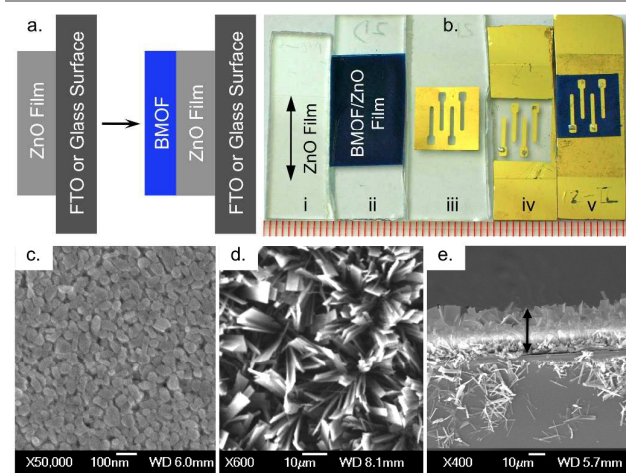 a.
ZnO Film
FTO or Glass Surface
BMOF
ZnO Film
FTO or Glass Surface
b.
ZnO Film
BMOF/ZnO
Film
i
ii
iii
iv
v
c.
X50,000
100nm
WD 6.0mm
d.
X600
10µm
WD 8.1mm
e.
X400
10µm
WD 5.7mm